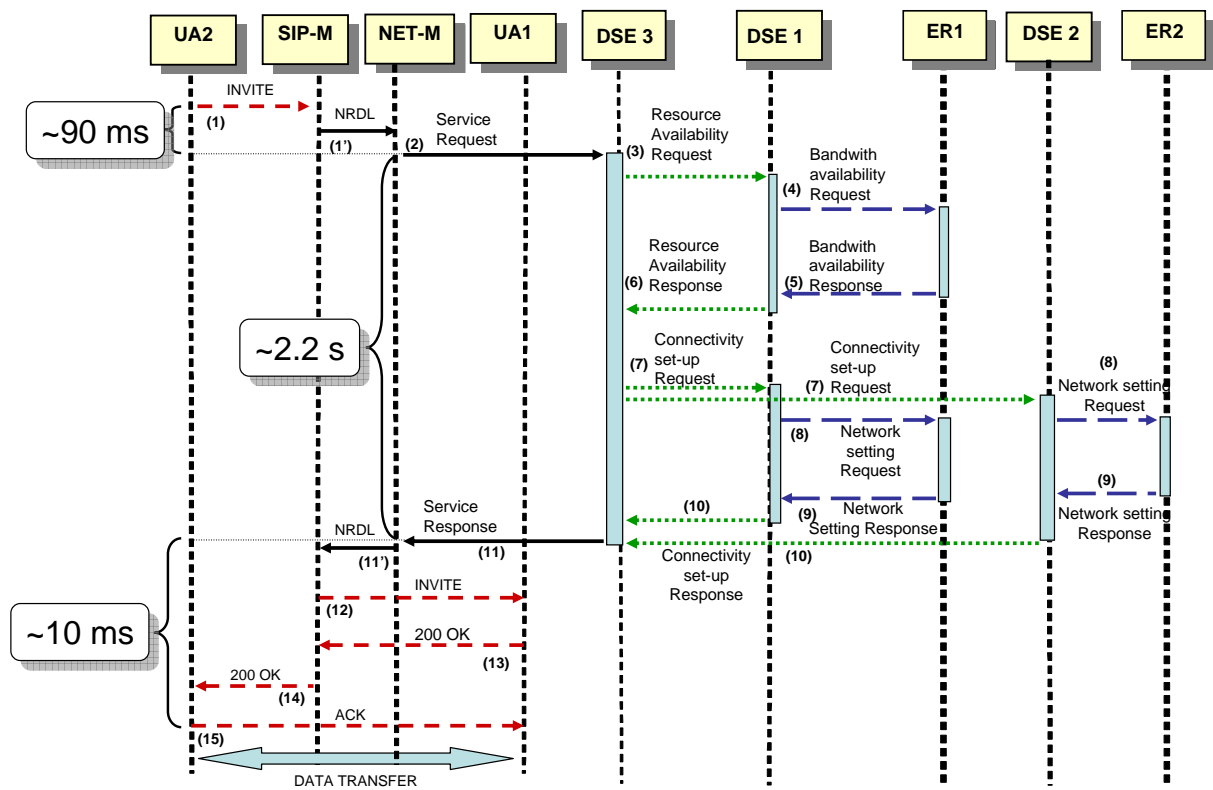 UA2
SIP-M
NET-M
UA1
DSE 3
DSE 1
ER1
DSE 2
ER2
INVITE
(1)
~90 ms
NRDL
(1')
(2)
Service
Request
(3)
Resource
Availability
Request
Bandwith
availability
Request
(4)
Resource
Availability
Response
(6)
Bandwith
availability
Response
(5)
~2.2 s
Connectivity
set-up
Request
(7)
Connectivity
set-up
Request
(7)
(8)
Network setting
Request
(8)
Network
setting
Request
(9)
Network setting
Response
(9)
Network
Setting Response
(10)
Service
Response
(11)
NRDL
(11')
(10)
Connectivity
set-up
Response
~10 ms
INVITE
(12)
200 OK
(13)
200 OK
(14)
ACK
(15)
DATA TRANSFER